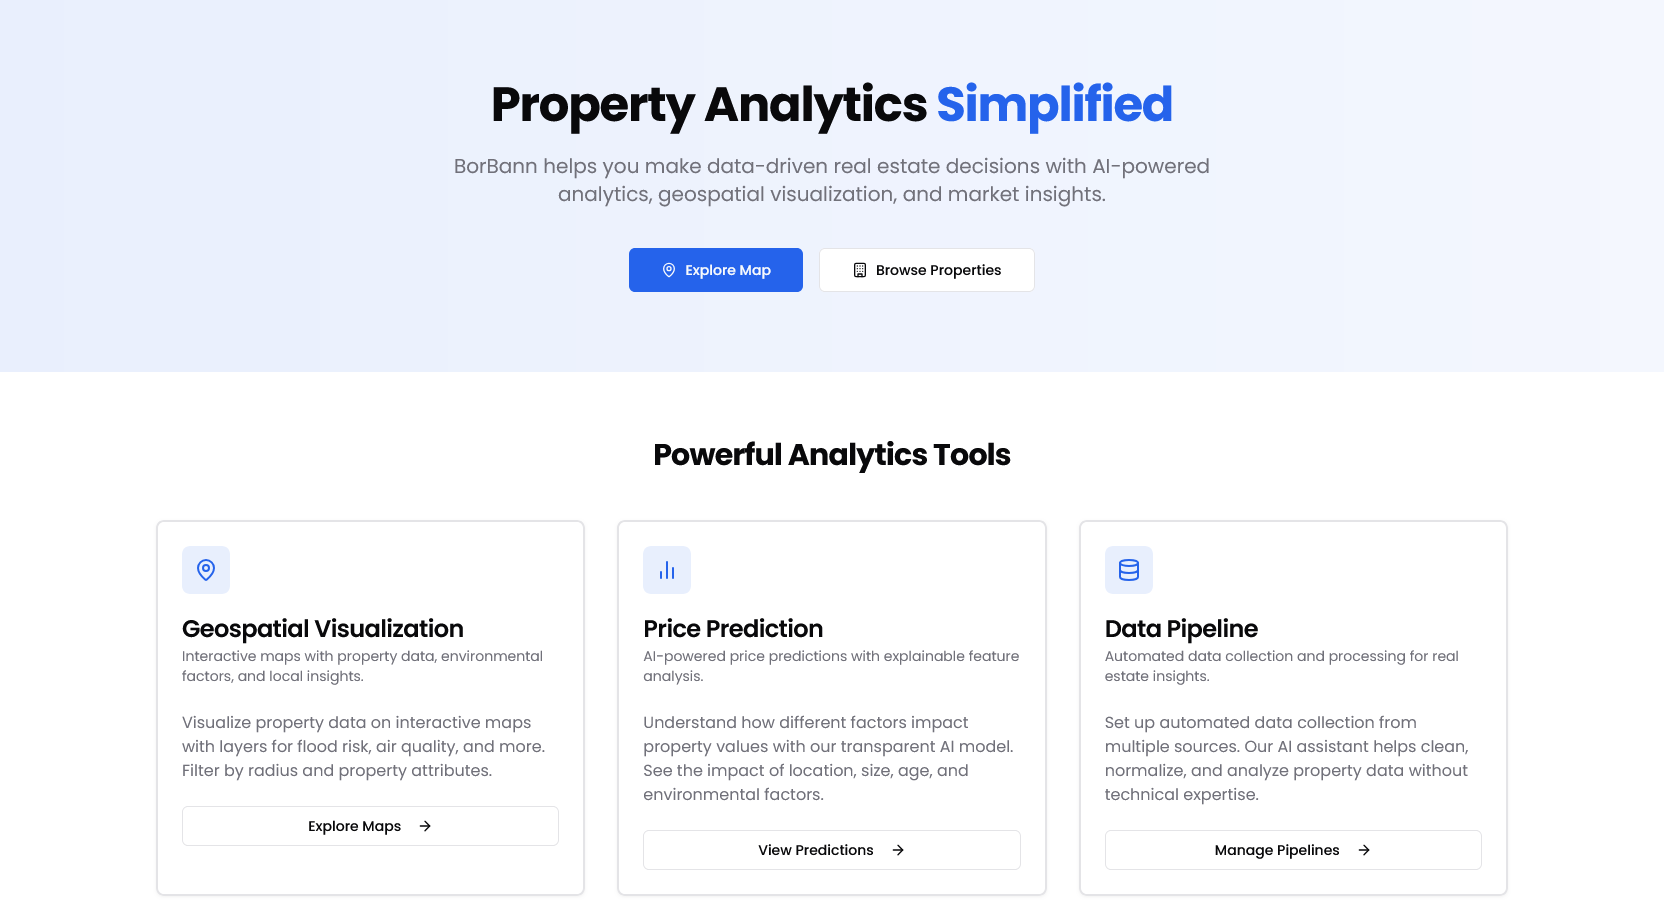 Property Analytics Simplified
BorBann helps you make data-driven real estate decisions with AI-powered
analytics, geospatial visualization, and market insights.
Explore Map
Browse Properties
Powerful Analytics Tools
Geospatial Visualization
Interactive maps with property data, environmental
factors, and local insights.
Visualize property data on interactive maps
with layers for flood risk, air quality, and more.
Filter by radius and property attributes.
Explore Maps
Price Prediction
AI-powered price predictions with explainable feature
analysis.
Understand how different factors impact
property values with our transparent AI model.
See the impact of location, size, age, and
environmental factors.
View Predictions
Data Pipeline
Automated data collection and processing for real
estate insights.
Set up automated data collection from
multiple sources. Our AI assistant helps clean,
normalize, and analyze property data without
technical expertise.
Manage Pipelines